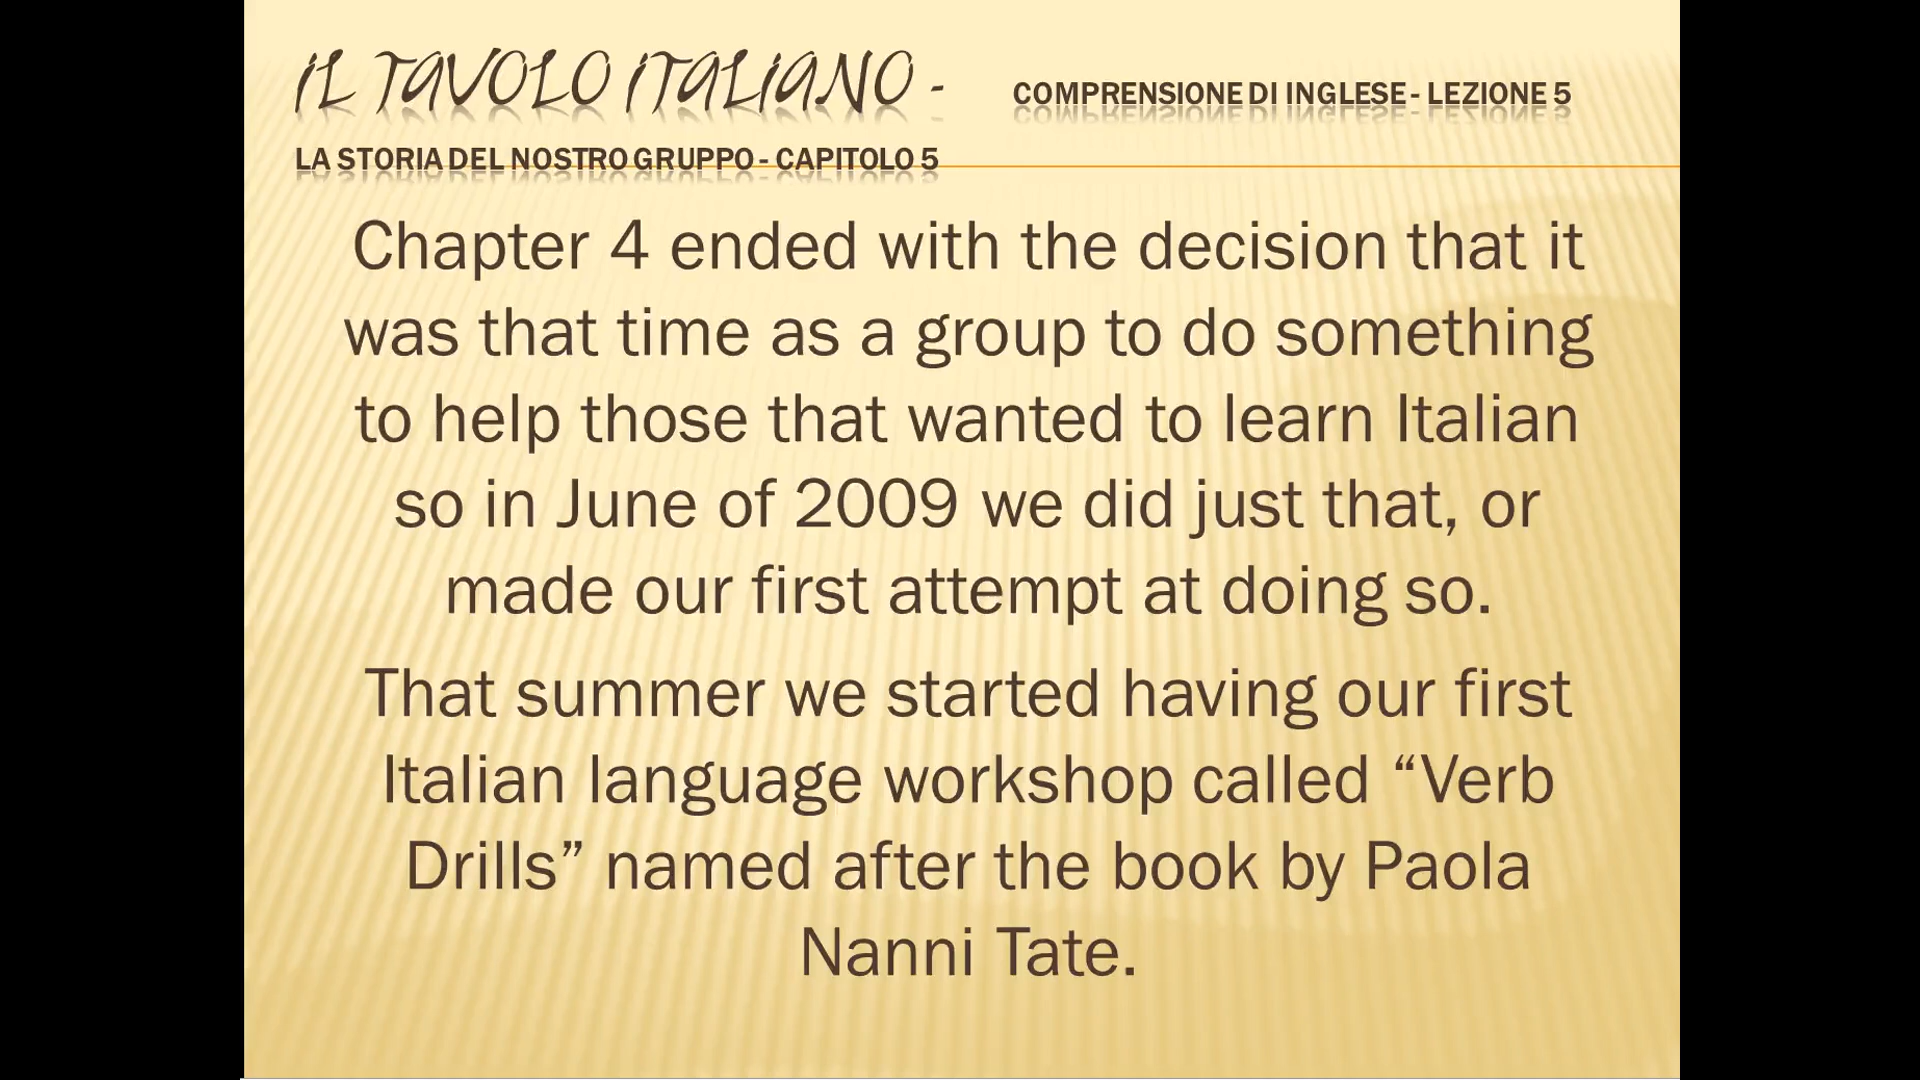 IL TAVOLO ITALIANO - COMPRENSIONE DI INGLESE - LEZIONE 5
LA STORIA DEL NOSTRO GRUPPO - CAPITOLO 5
Chapter 4 ended with the decision that it
was that time as a group to do something
to help those that wanted to learn Italian
so in June of 2009 we did just that, or
made our first attempt at doing so.
That summer we started having our first
Italian language workshop called “Verb
Drills” named after the book by Paola
Nanni Tate.